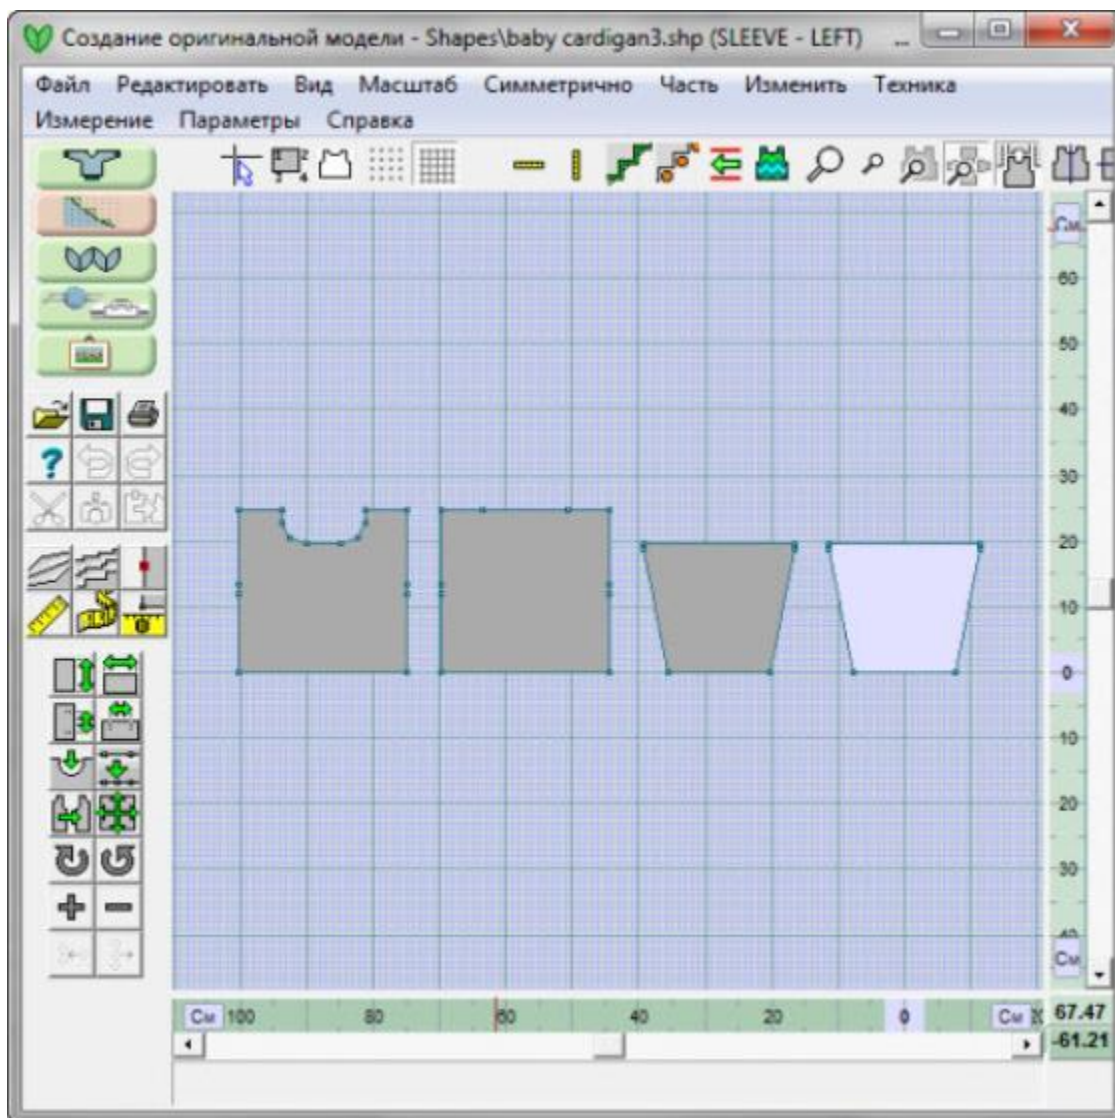 Создание оригинальной модели - Shapes\baby cardigan3.shp (SLEEVE - LEFT) ...
Файл Редактировать Вид Масштаб Симметрично Часть Изменить Техника
Измерение Параметры Справка
См
60
50
40
30
20
10
0
10
20
30
40
См
См 100 80 60 40 20 0 См 20 67.47
-61.21